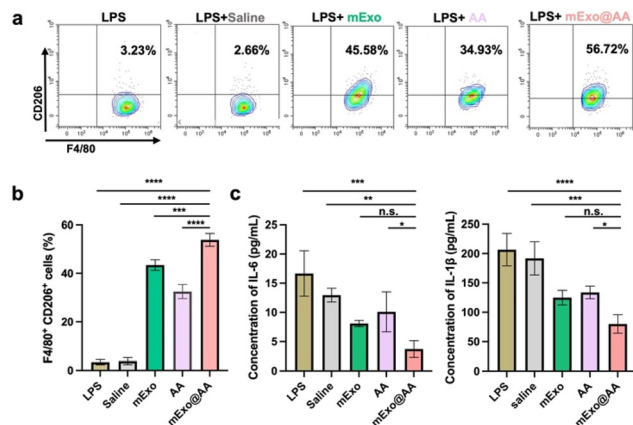 a
LPS
LPS+Saline
LPS+ mExo
LPS+ AA
LPS+ mExo@AA
3.23%
2.66%
45.58%
34.93%
56.72%
CD206
F4/80
b
****
****
***
****
F4/80+ CD206+ cells (%)
60
40
20
0
LPS
Saline
mExo
AA
mExo@AA
c
***
**
n.s.
*
Concentration of IL-6 (pg/mL)
25
20
15
10
5
0
LPS
Saline
mExo
AA
mExo@AA
****
***
n.s.
*
Concentration of IL-1β (pg/mL)
250
200
150
100
50
0
LPS
Saline
mExo
AA
mExo@AA